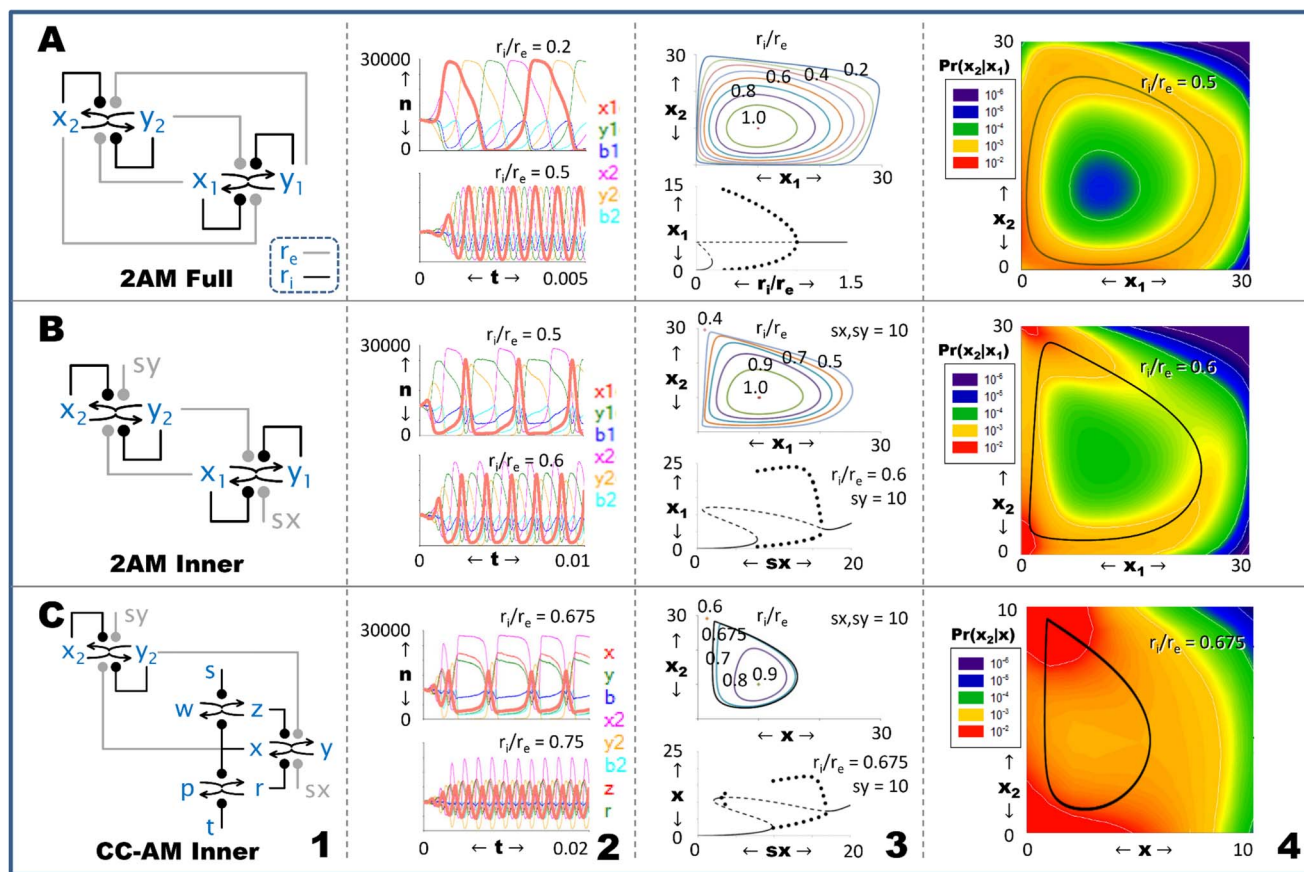 A
x2 y2
x1 y1
re
ri
2AM Full
30000
↑
n
↓
0
ri/re = 0.2
ri/re = 0.5
0 ← t → 0.005
x1
y1
b1
x2
y2
b2
30
↑
x2
↓
0
ri/re
0.2
0.4
0.6
0.8
1.0
← x1 → 30
15
↑
x1
↓
0
0 ← ri/re → 1.5
30
Pr(x2|x1)
10-6
10-5
10-4
10-3
10-2
↑
x2
↓
0
ri/re = 0.5
← x1 → 30
B
sy
x2 y2
x1 y1
sx
2AM Inner
30000
↑
n
↓
0
ri/re = 0.5
ri/re = 0.6
0 ← t → 0.01
x1
y1
b1
x2
y2
b2
0.4
30
↑
x2
↓
0
ri/re sx,sy = 10
0.5
0.7
0.9
1.0
← x1 → 30
25
↑
x1
↓
0
ri/re = 0.6
sy = 10
0 ← sx → 20
30
Pr(x2|x1)
10-6
10-5
10-4
10-3
10-2
↑
x2
↓
0
ri/re = 0.6
← x1 → 30
C
sy
x2 y2
s
w z
x y
p r sx
t
CC-AM Inner
1
30000
↑
n
↓
0
ri/re = 0.675
ri/re = 0.75
0 ← t → 0.02
x
y
b
x2
y2
b2
z
r
2
0.6
30
↑
x2
↓
0
ri/re sx,sy = 10
0.675
0.7
0.8 0.9
← x → 30
25
↑
x
↓
0
ri/re = 0.675
sy = 10
0 ← sx → 20
3
10
Pr(x2|x)
10-6
10-5
10-4
10-3
10-2
↑
x2
↓
0
ri/re = 0.675
← x → 10
4